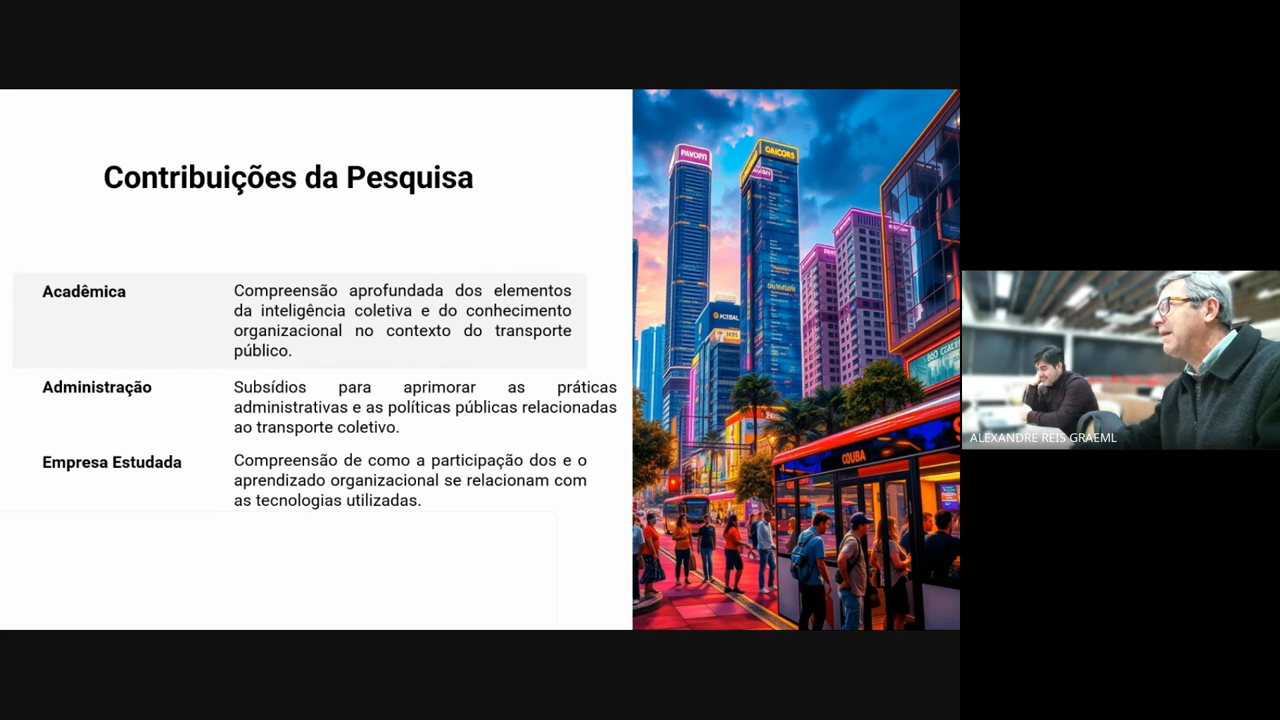 Contribuições da Pesquisa
Acadêmica
Compreensão aprofundada dos elementos
da inteligência coletiva e do conhecimento
organizacional no contexto do transporte
público.
Administração
Subsídios para aprimorar as práticas
administrativas e as políticas públicas relacionadas
ao transporte coletivo.
Empresa Estudada
Compreensão de como a participação dos e o
aprendizado organizacional se relacionam com
as tecnologias utilizadas.
COUBA
ALEXANDRE REIS GRAEML